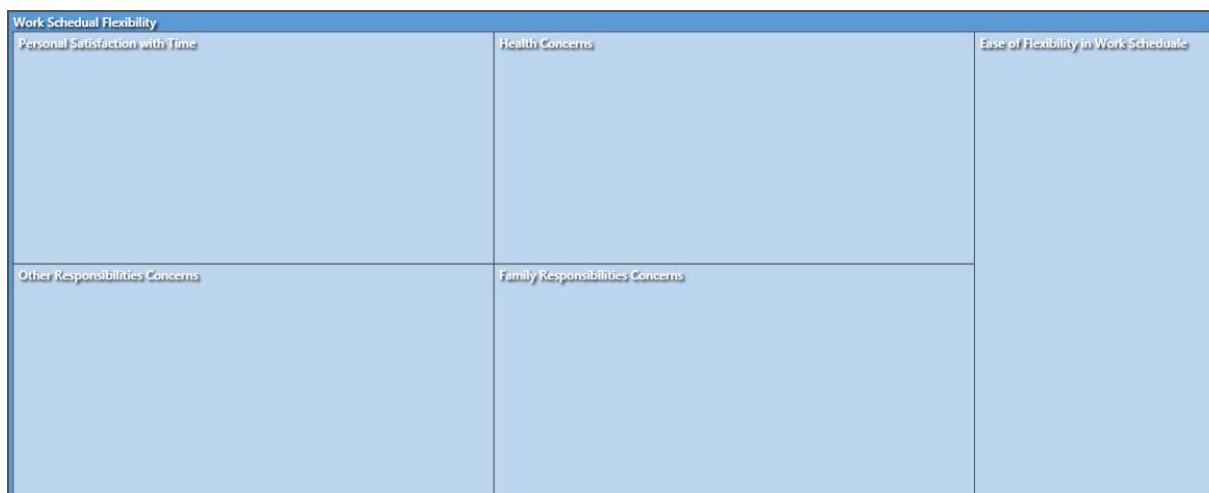 Work Schedual Flexibility
Personal Satisfaction with Time
Health Concerns
Ease of Flexibility in Work Scheduale
Other Responsibilities Concerns
Family Responsibilities Concerns